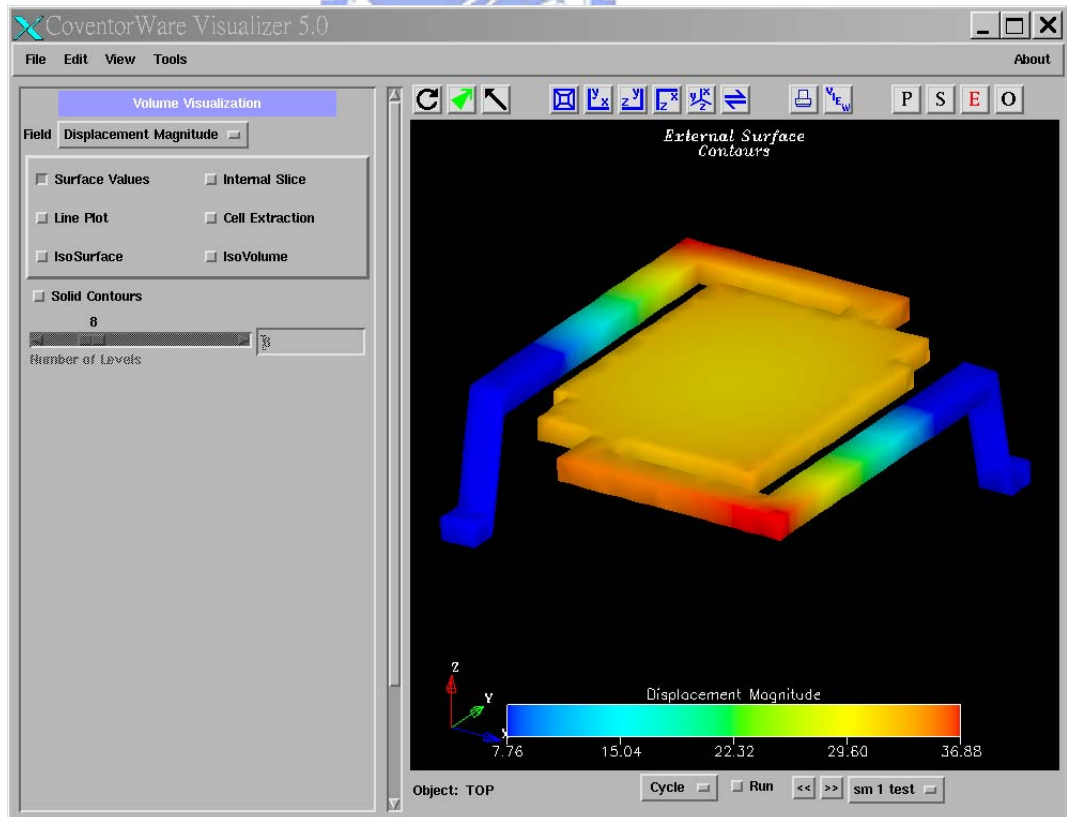 CoventorWare Visualizer 5.0
File Edit View Tools About
Volume Visualization
Field Displacement Magnitude
Surface Values Internal Slice
Line Plot Cell Extraction
IsoSurface IsoVolume
Solid Contours
8
8
Number of Levels
P S E O
External Surface
Contours
Z
Y
X
Displacement Magnitude
7.76 15.04 22.32 29.60 36.88
Object: TOP Cycle Run << >> sm 1 test